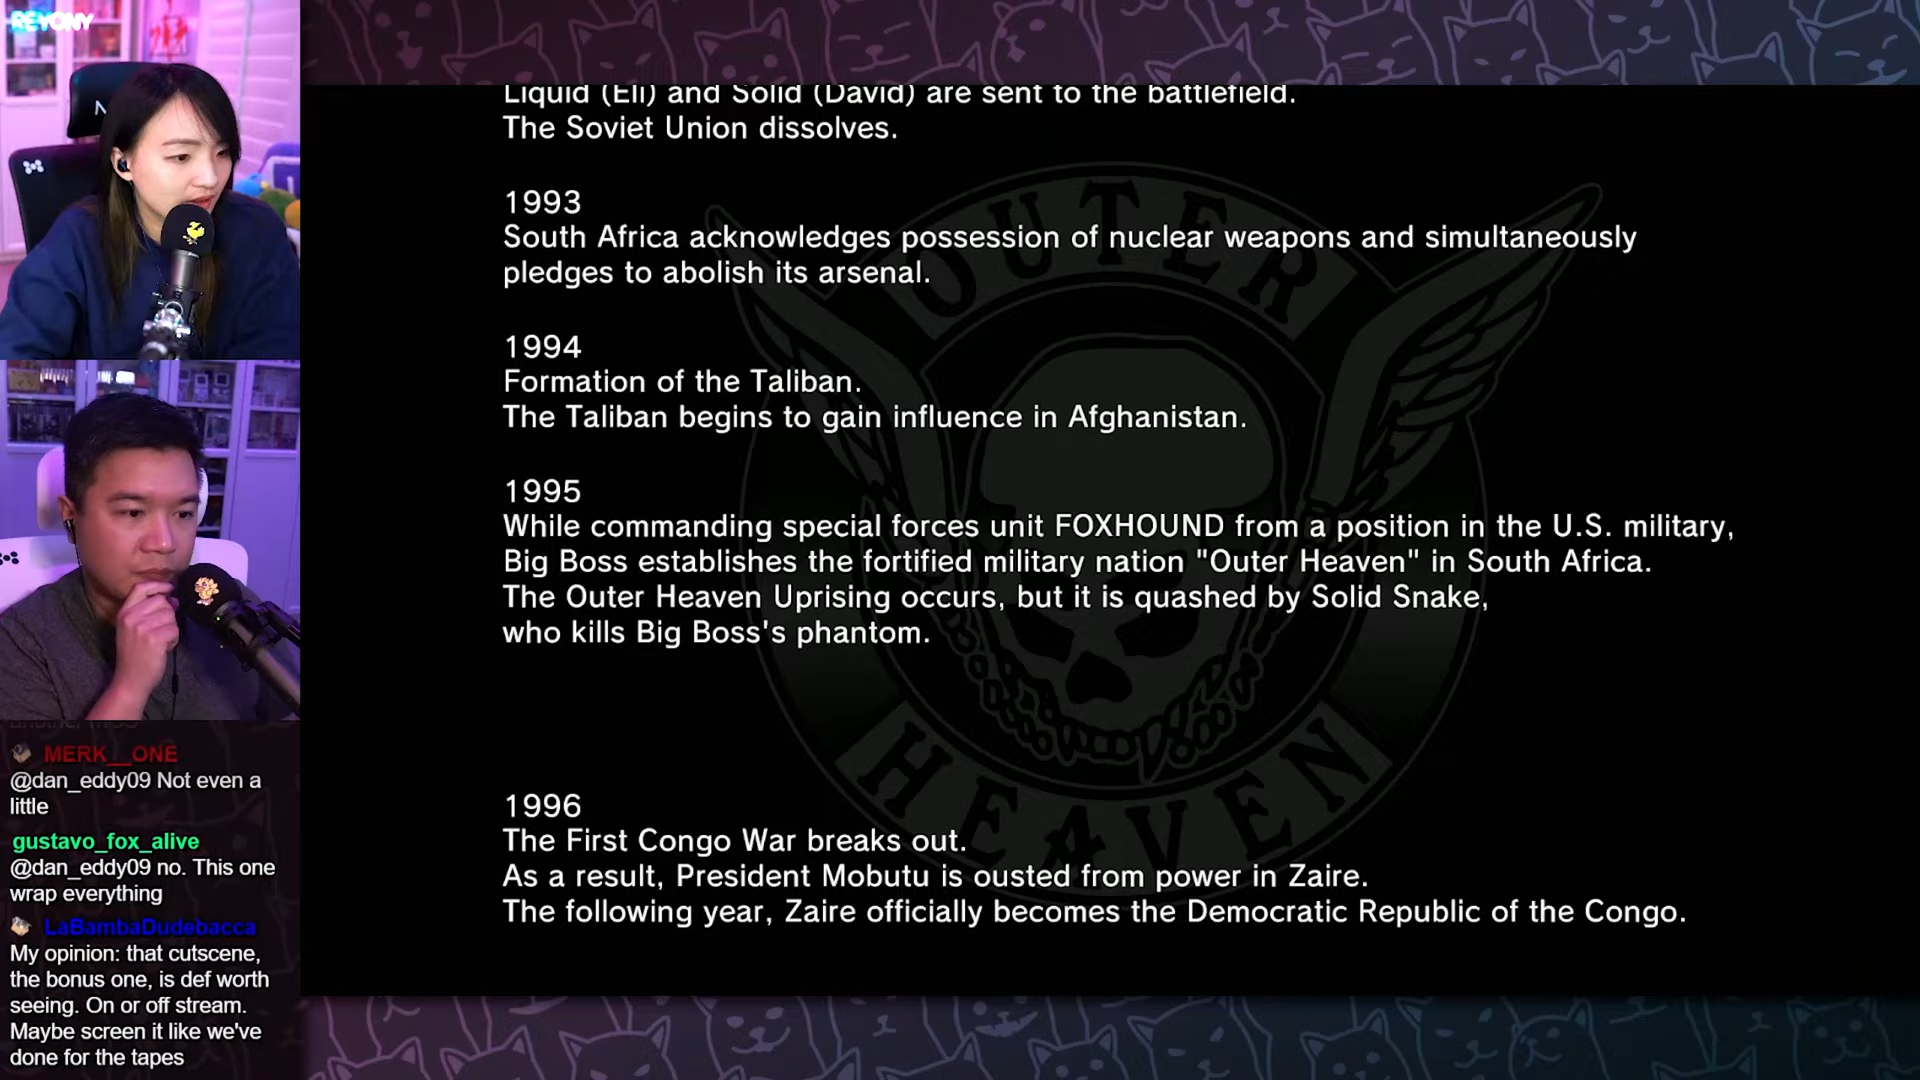 REYONY
N
Liquid (Eli) and Solid (David) are sent to the battlefield.
The Soviet Union dissolves.
1993
South Africa acknowledges possession of nuclear weapons and simultaneously
pledges to abolish its arsenal.
1994
Formation of the Taliban.
The Taliban begins to gain influence in Afghanistan.
1995
While commanding special forces unit FOXHOUND from a position in the U.S. military,
Big Boss establishes the fortified military nation "Outer Heaven" in South Africa.
The Outer Heaven Uprising occurs, but it is quashed by Solid Snake,
who kills Big Boss's phantom.
1996
The First Congo War breaks out.
As a result, President Mobutu is ousted from power in Zaire.
The following year, Zaire officially becomes the Democratic Republic of the Congo.
OUTER
HEAVEN
MERK__ONE
@dan_eddy09 Not even a
little
gustavo_fox_alive
@dan_eddy09 no. This one
wrap everything
LaBambaDudebacca
My opinion: that cutscene,
the bonus one, is def worth
seeing. On or off stream.
Maybe screen it like we've
done for the tapes